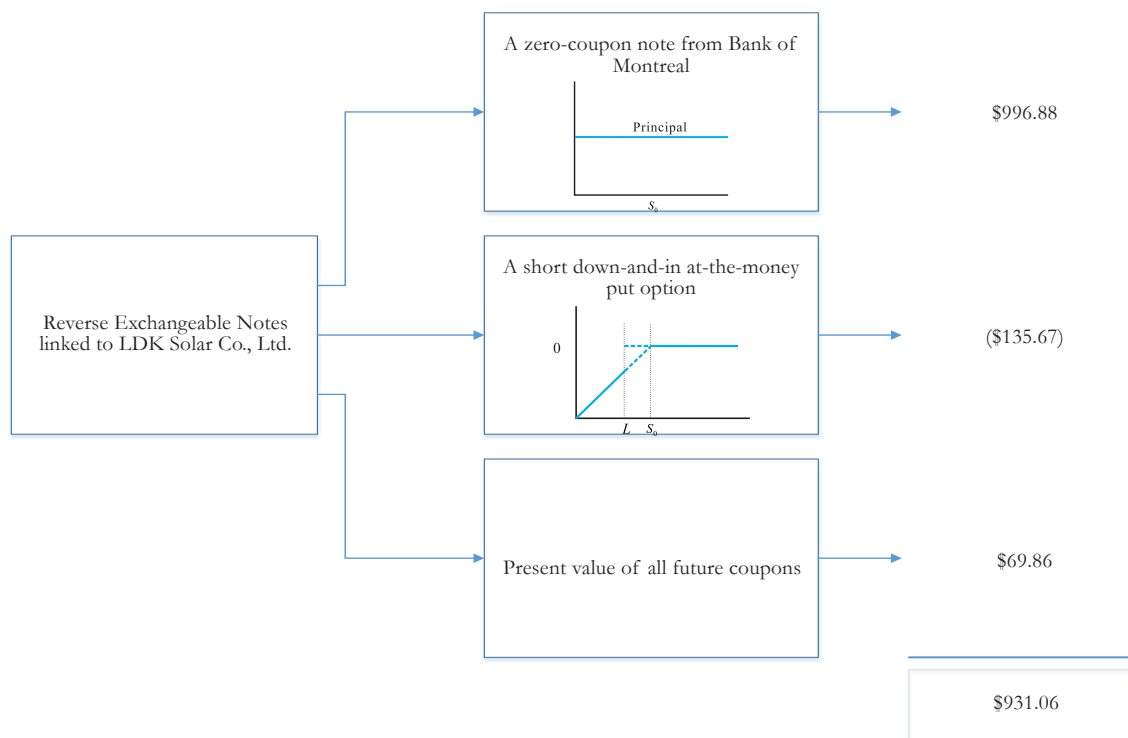 A zero-coupon note from Bank of
Montreal
Principal
S₀
$996.88
Reverse Exchangeable Notes
linked to LDK Solar Co., Ltd.
A short down-and-in at-the-money
put option
0
L S₀
($135.67)
Present value of all future coupons
$69.86
$931.06